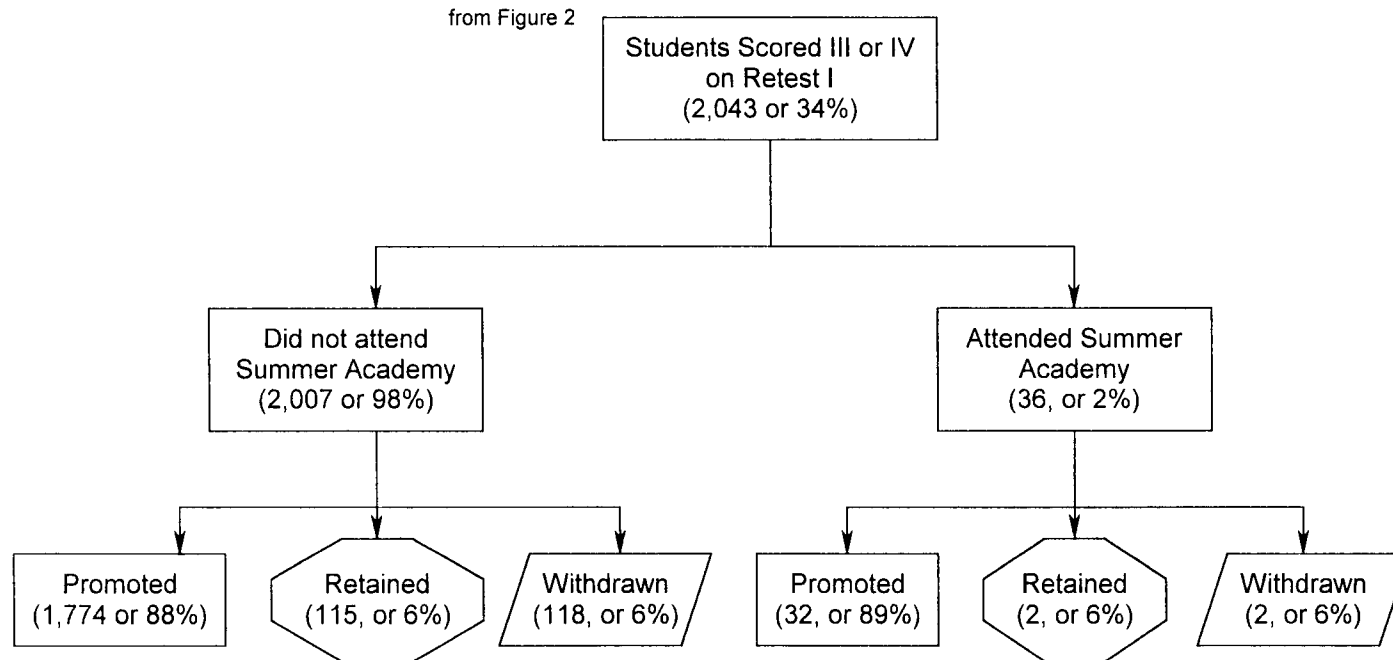 from Figure 2
Students Scored III or IV
on Retest I
(2,043 or 34%)
Did not attend
Summer Academy
(2,007 or 98%)
Attended Summer
Academy
(36, or 2%)
Promoted
(1,774 or 88%)
Retained
(115, or 6%)
Withdrawn
(118, or 6%)
Promoted
(32, or 89%)
Retained
(2, or 6%)
Withdrawn
(2, or 6%)